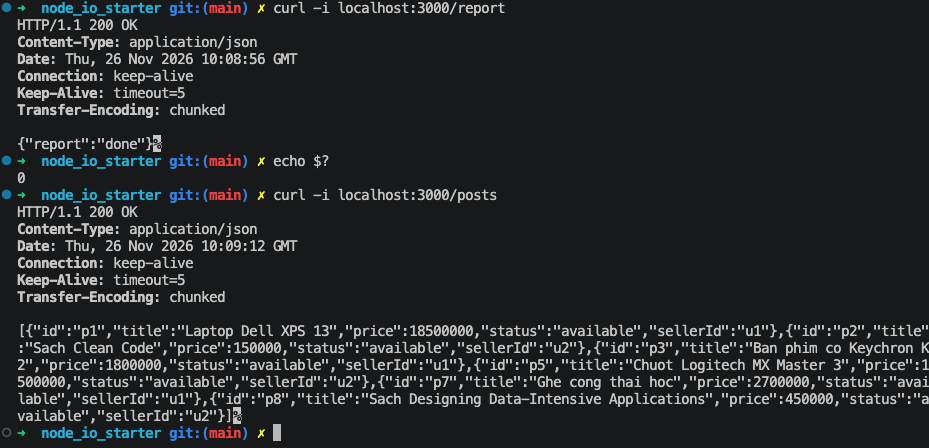 ➜  node_io_starter git:(main) ✗ curl -i localhost:3000/report
HTTP/1.1 200 OK
Content-Type: application/json
Date: Thu, 26 Nov 2026 10:08:56 GMT
Connection: keep-alive
Keep-Alive: timeout=5
Transfer-Encoding: chunked

{"report":"done"}%
➜  node_io_starter git:(main) ✗ echo $?
0
➜  node_io_starter git:(main) ✗ curl -i localhost:3000/posts
HTTP/1.1 200 OK
Content-Type: application/json
Date: Thu, 26 Nov 2026 10:09:12 GMT
Connection: keep-alive
Keep-Alive: timeout=5
Transfer-Encoding: chunked

[{"id":"p1","title":"Laptop Dell XPS 13","price":18500000,"status":"available","sellerId":"u1"},{"id":"p2","title"
:"Sach Clean Code","price":150000,"status":"available","sellerId":"u2"},{"id":"p3","title":"Ban phim co Keychron K
2","price":1800000,"status":"available","sellerId":"u1"},{"id":"p5","title":"Chuot Logitech MX Master 3","price":1
500000,"status":"available","sellerId":"u2"},{"id":"p7","title":"Ghe cong thai hoc","price":2700000,"status":"avai
lable","sellerId":"u1"},{"id":"p8","title":"Sach Designing Data-Intensive Applications","price":450000,"status":"a
vailable","sellerId":"u2"}]%
➜  node_io_starter git:(main) ✗